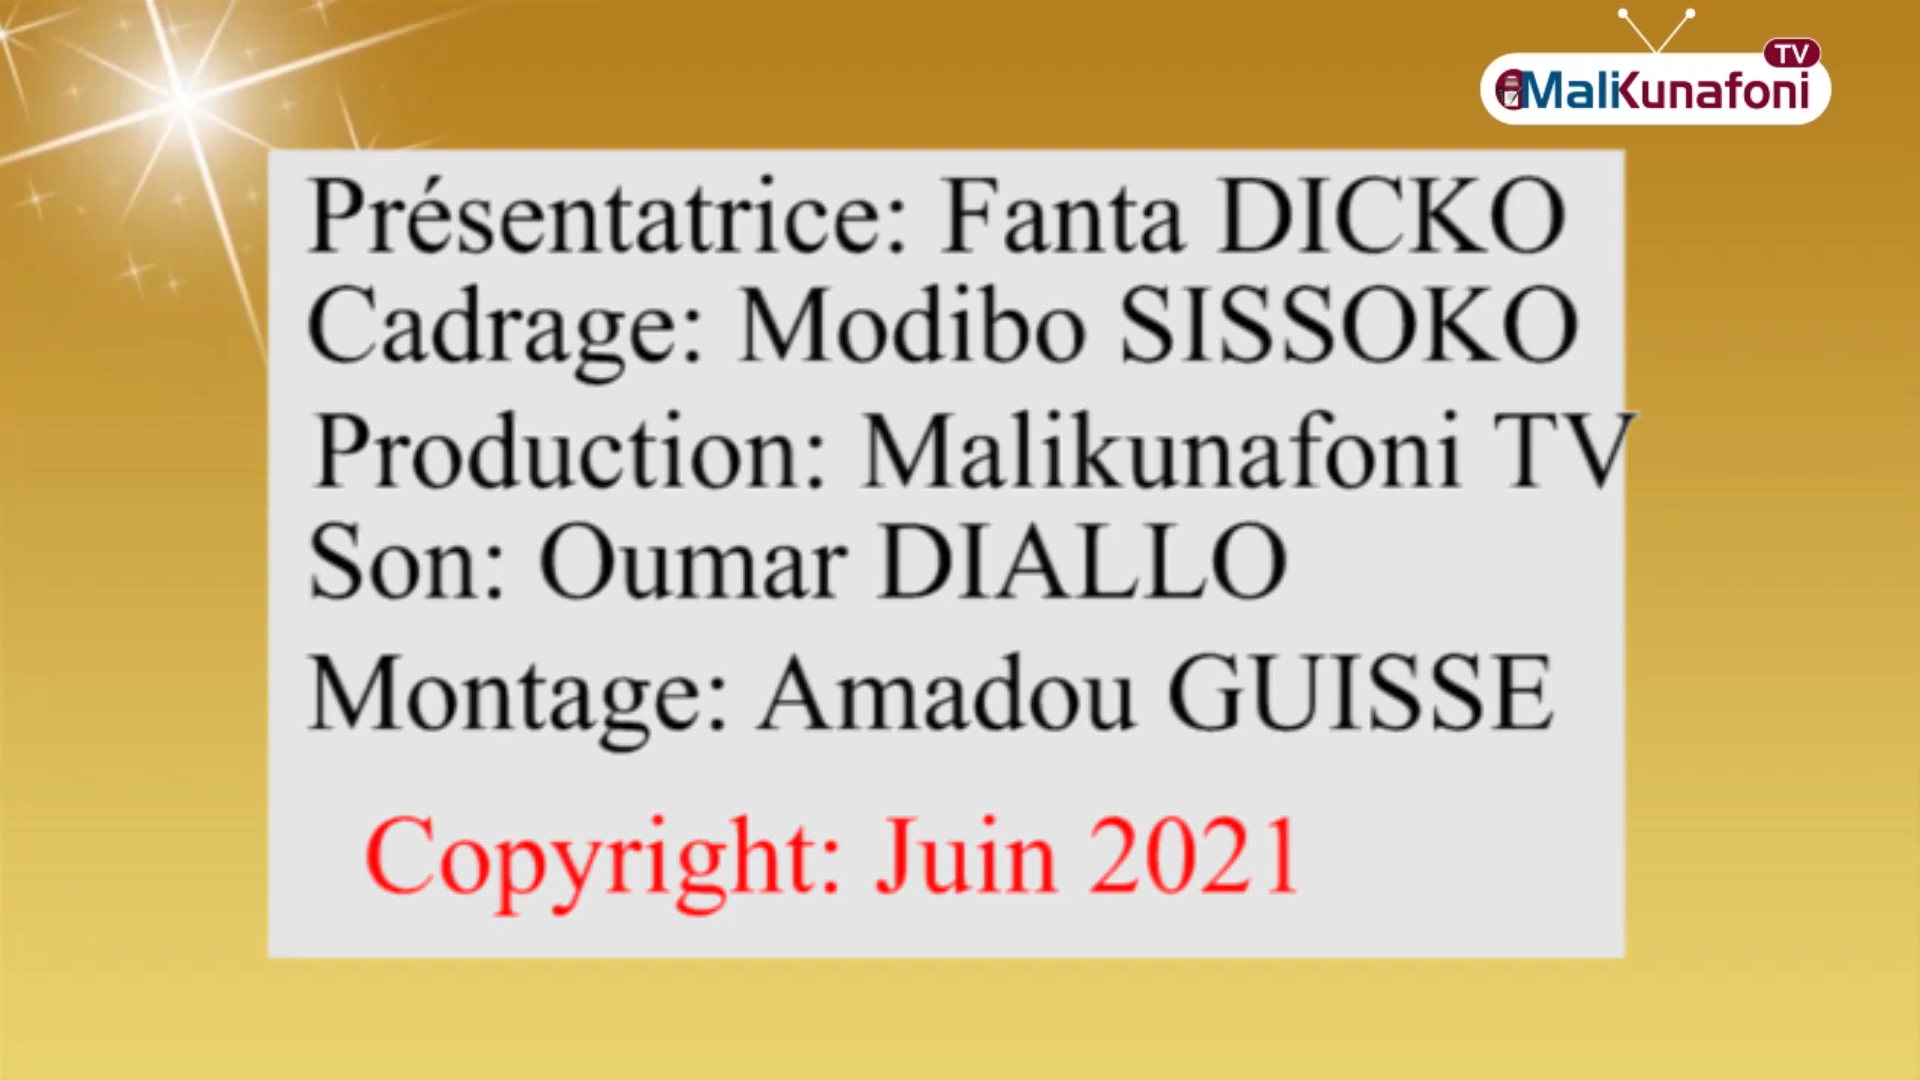 TV
MaliKunafoni
Présentatrice: Fanta DICKO
Cadrage: Modibo SISSOKO
Production: Malikunafoni TV
Son: Oumar DIALLO
Montage: Amadou GUISSE
Copyright: Juin 2021